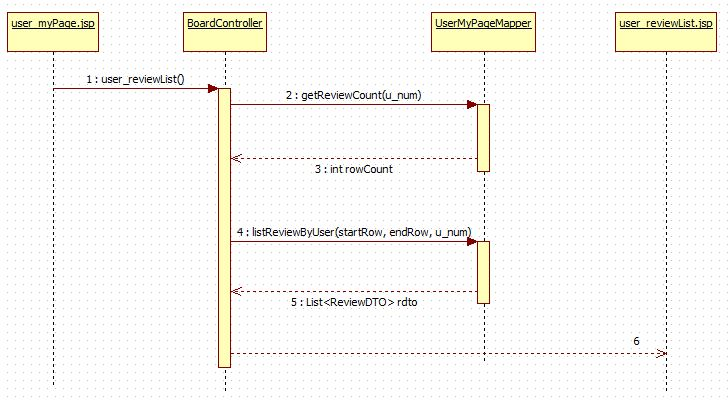 user_myPage.jsp
BoardController
UserMyPageMapper
user_reviewList.jsp
1 : user_reviewList()
2 : getReviewCount(u_num)
3 : int rowCount
4 : listReviewByUser(startRow, endRow, u_num)
5 : List<ReviewDTO> rdto
6